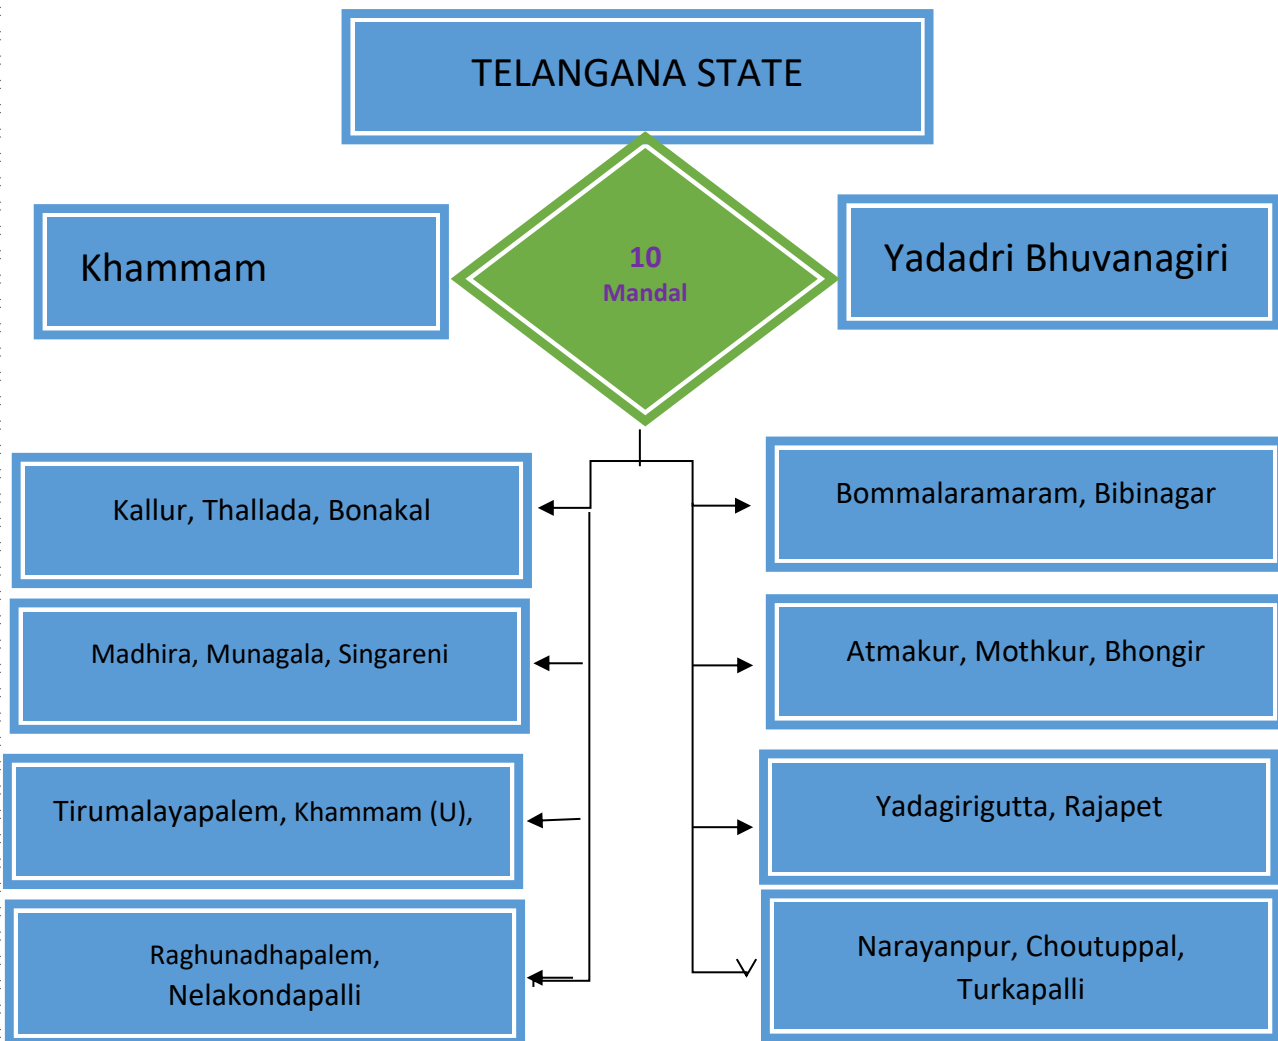 TELANGANA STATE
Khammam
10
Mandal
Yadadri Bhuvanagiri
Kallur, Thallada, Bonakal
Bommalaramaram, Bibinagar
Madhira, Munagala, Singareni
Atmakur, Mothkur, Bhongir
Tirumalayapalem, Khammam (U),
Yadagirigutta, Rajapet
Raghunadhapalem,
Nelakondapalli
Narayanpur, Choutuppal,
Turkapalli